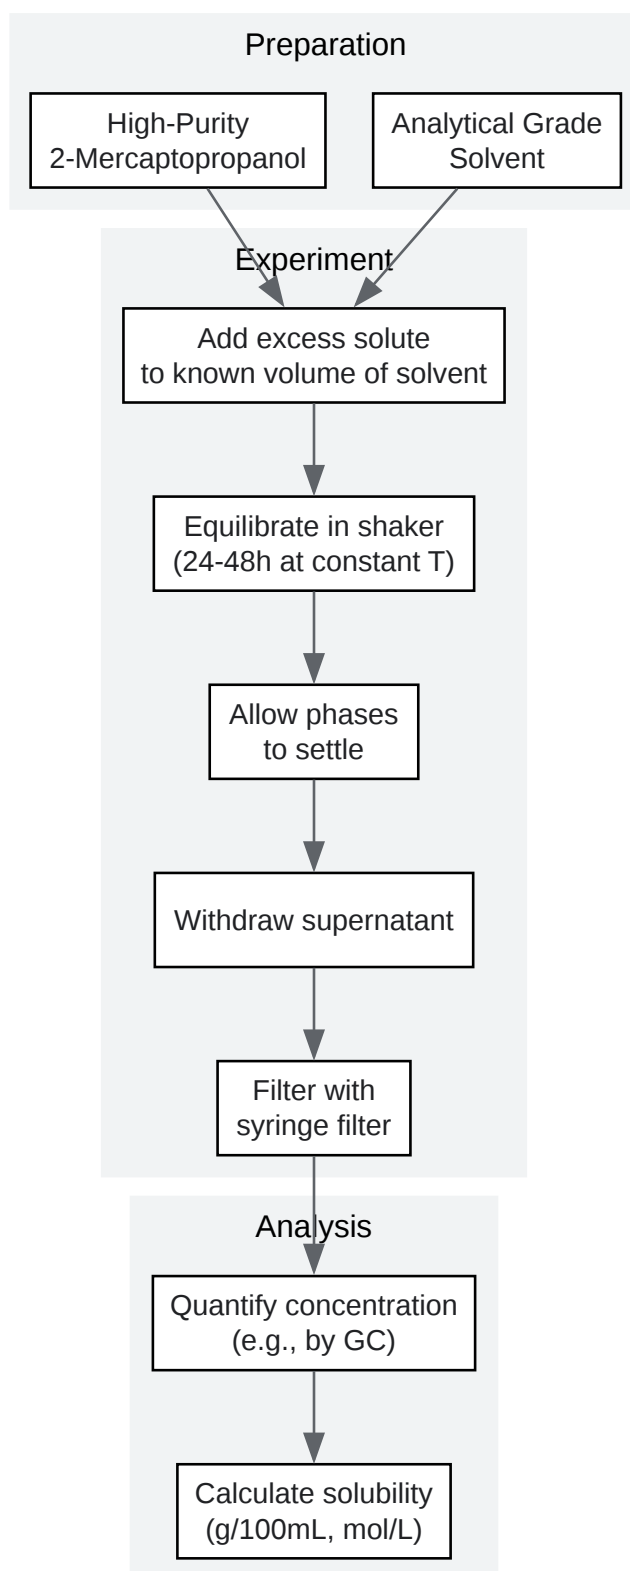 Preparation
High-Purity
2-Mercaptopropanol
Analytical Grade
Solvent
Experiment
Add excess solute
to known volume of solvent
Equilibrate in shaker
(24-48h at constant T)
Allow phases
to settle
Withdraw supernatant
Filter with
syringe filter
Analysis
Quantify concentration
(e.g., by GC)
Calculate solubility
(g/100mL, mol/L)